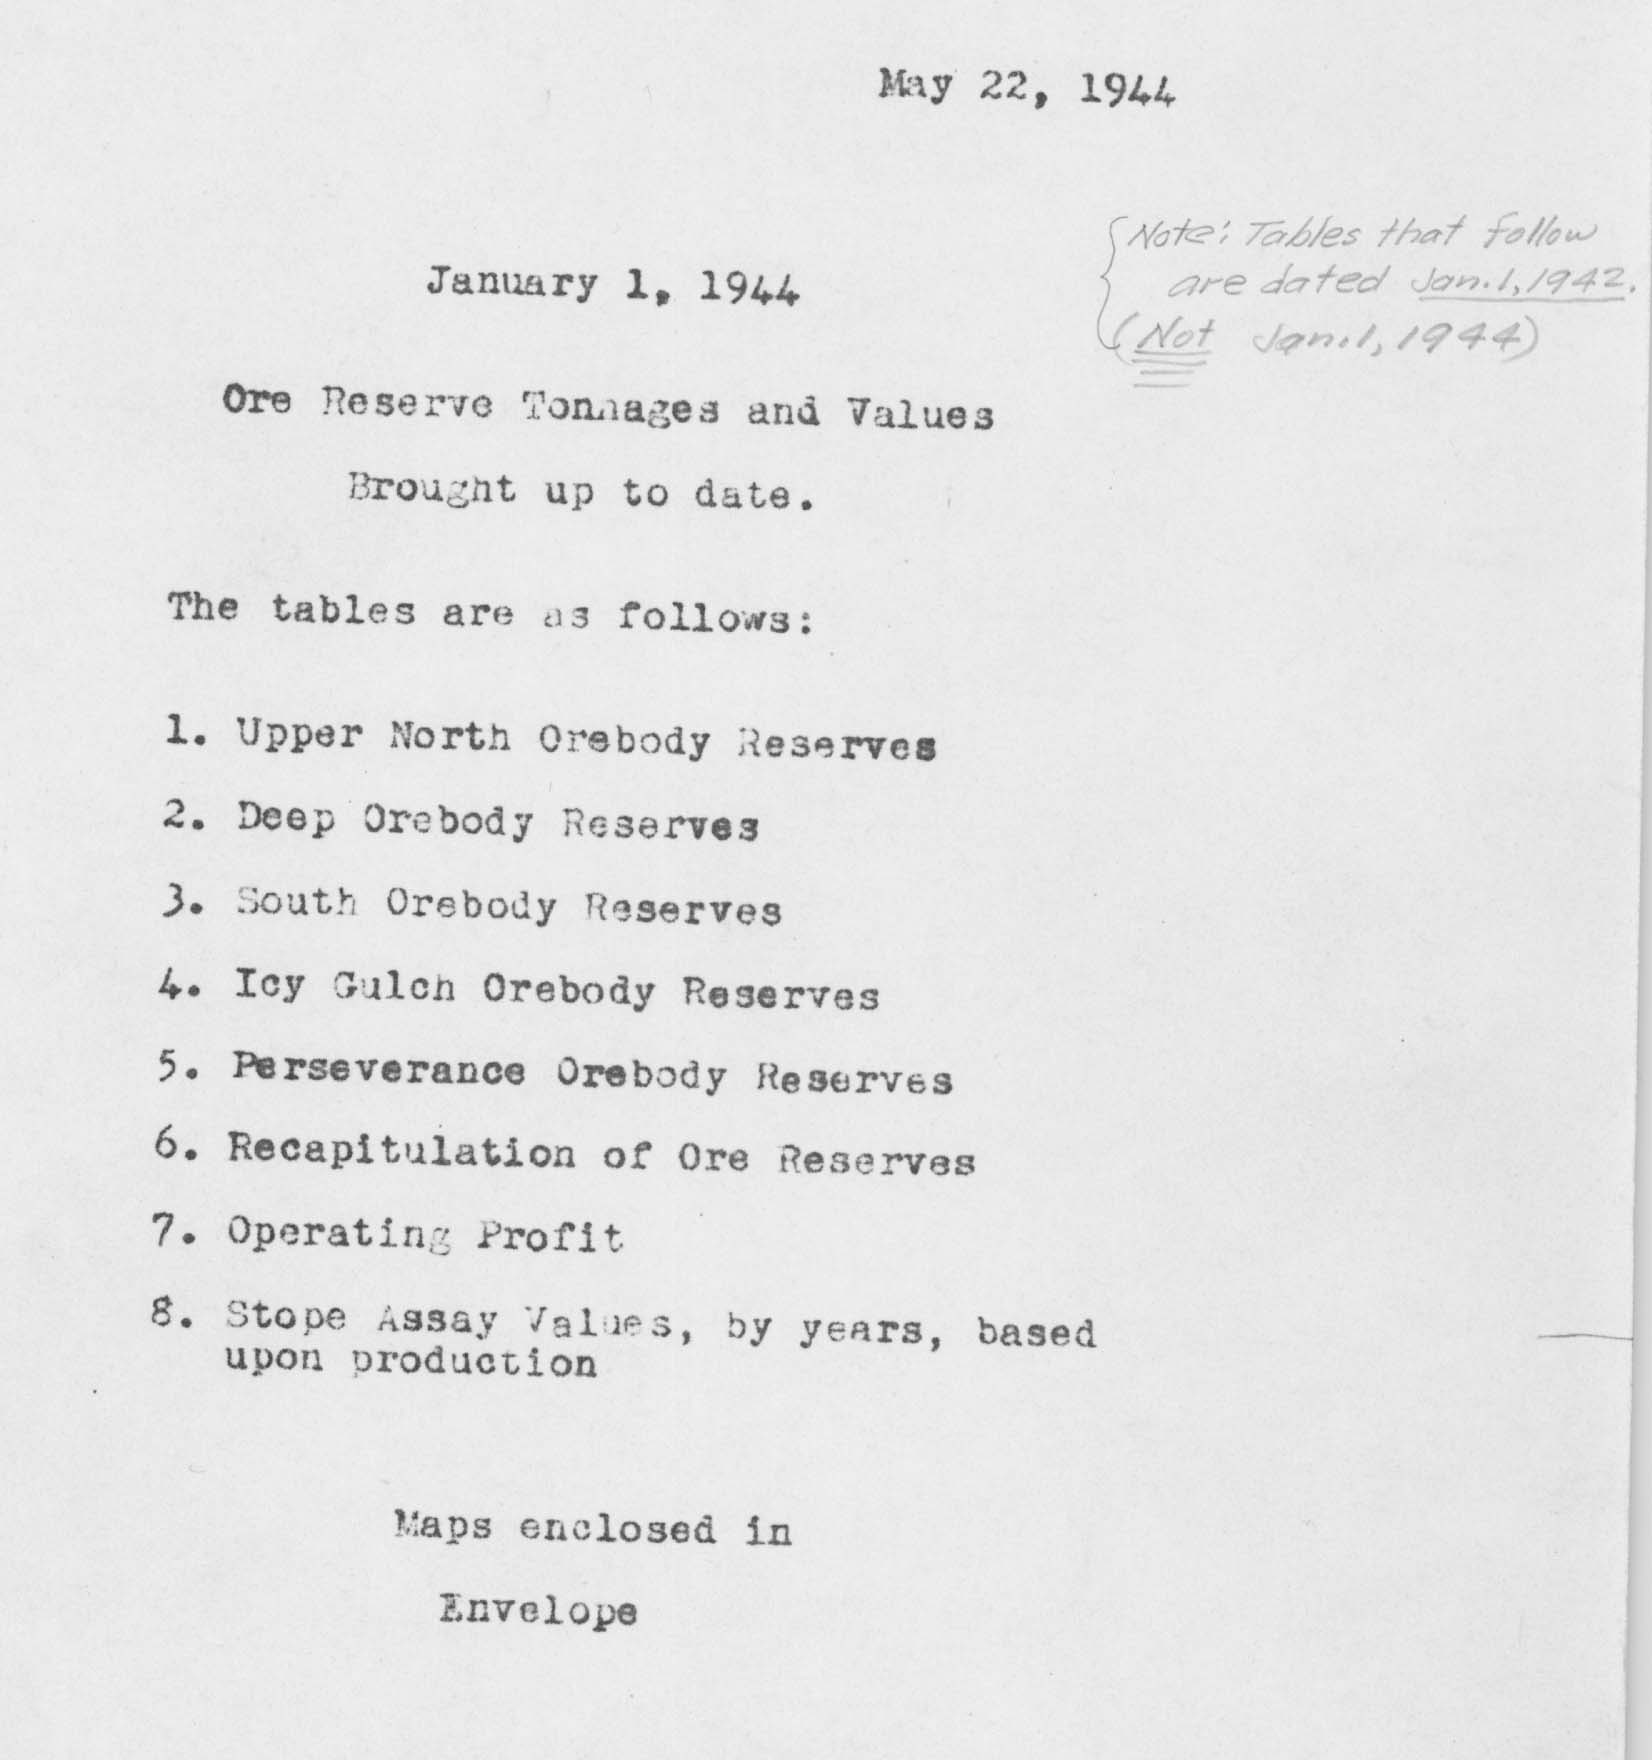 May 22, 1944
{Note: Tables that follow
are dated Jan. 1, 1942.
(Not Jan. 1, 1944)
January 1, 1944
Ore Reserve Tonnages and Values
Brought up to date.
The tables are as follows:
1. Upper North Orebody Reserves
2. Deep Orebody Reserves
3. South Orebody Reserves
4. Icy Gulch Orebody Reserves
5. Perseverance Orebody Reserves
6. Recapitulation of Ore Reserves
7. Operating Profit
8. Stope Assay Values, by years, based
upon production
Maps enclosed in
Envelope